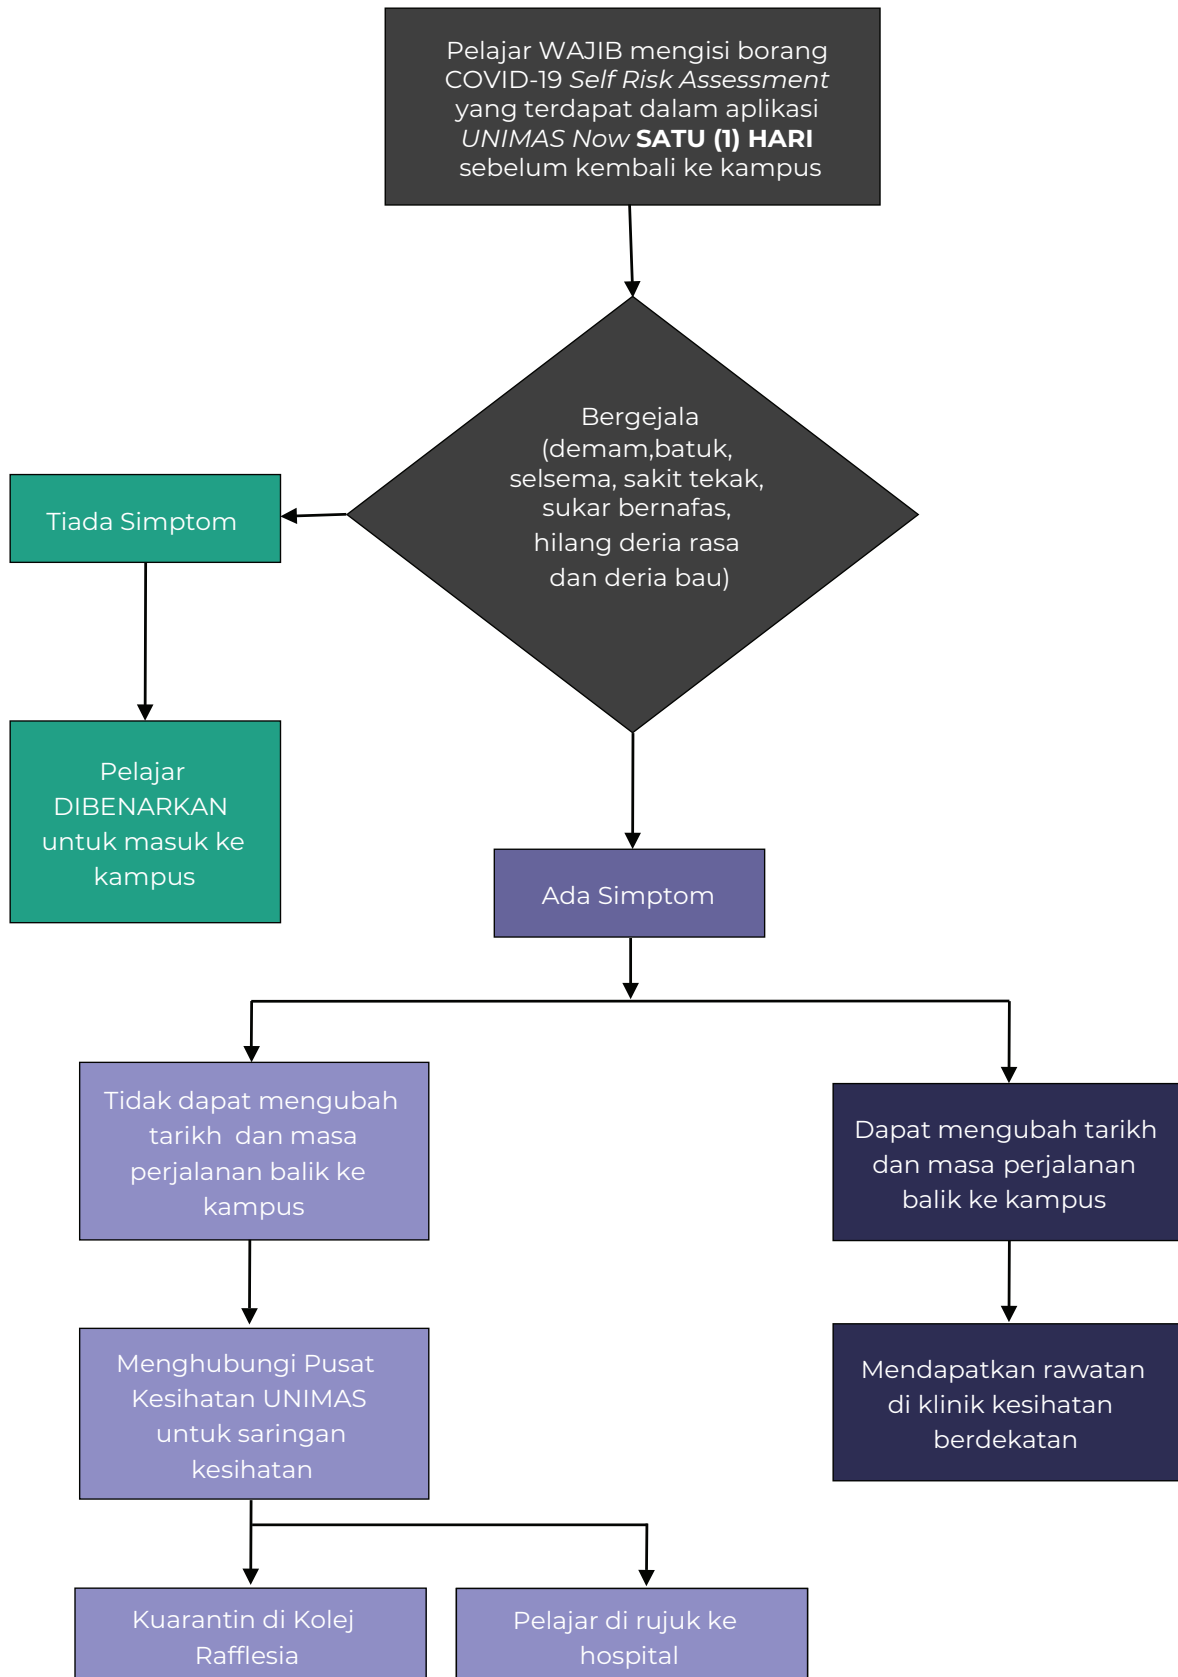 Pelajar WAJIB mengisi borang
COVID-19 Self Risk Assessment
yang terdapat dalam aplikasi
UNIMAS Now SATU (1) HARI
sebelum kembali ke kampus
Bergejala
(demam,batuk,
selsema, sakit tekak,
sukar bernafas,
hilang deria rasa
dan deria bau)
Tiada Simptom
Pelajar
DIBENARKAN
untuk masuk ke
kampus
Ada Simptom
Tidak dapat mengubah
tarikh dan masa
perjalanan balik ke
kampus
Dapat mengubah tarikh
dan masa perjalanan
balik ke kampus
Menghubungi Pusat
Kesihatan UNIMAS
untuk saringan
kesihatan
Mendapatkan rawatan
di klinik kesihatan
berdekatan
Kuarantin di Kolej
Rafflesia
Pelajar di rujuk ke
hospital